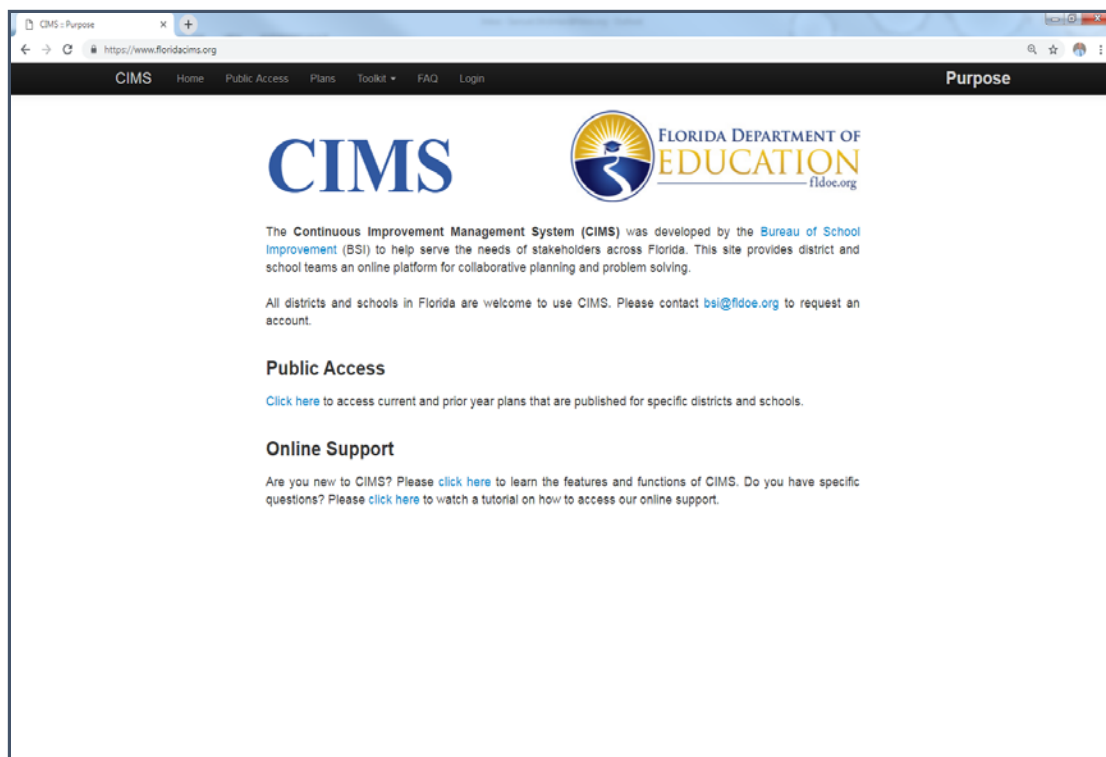 CIMS :: Purpose
https://www.floridacims.org
CIMS Home Public Access Plans Toolkit FAQ Login Purpose
CIMS
FLORIDA DEPARTMENT OF
EDUCATION
fldoe.org
The Continuous Improvement Management System (CIMS) was developed by the Bureau of School
Improvement (BSI) to help serve the needs of stakeholders across Florida. This site provides district and
school teams an online platform for collaborative planning and problem solving.
All districts and schools in Florida are welcome to use CIMS. Please contact bsi@fldoe.org to request an
account.
Public Access
Click here to access current and prior year plans that are published for specific districts and schools.
Online Support
Are you new to CIMS? Please click here to learn the features and functions of CIMS. Do you have specific
questions? Please click here to watch a tutorial on how to access our online support.